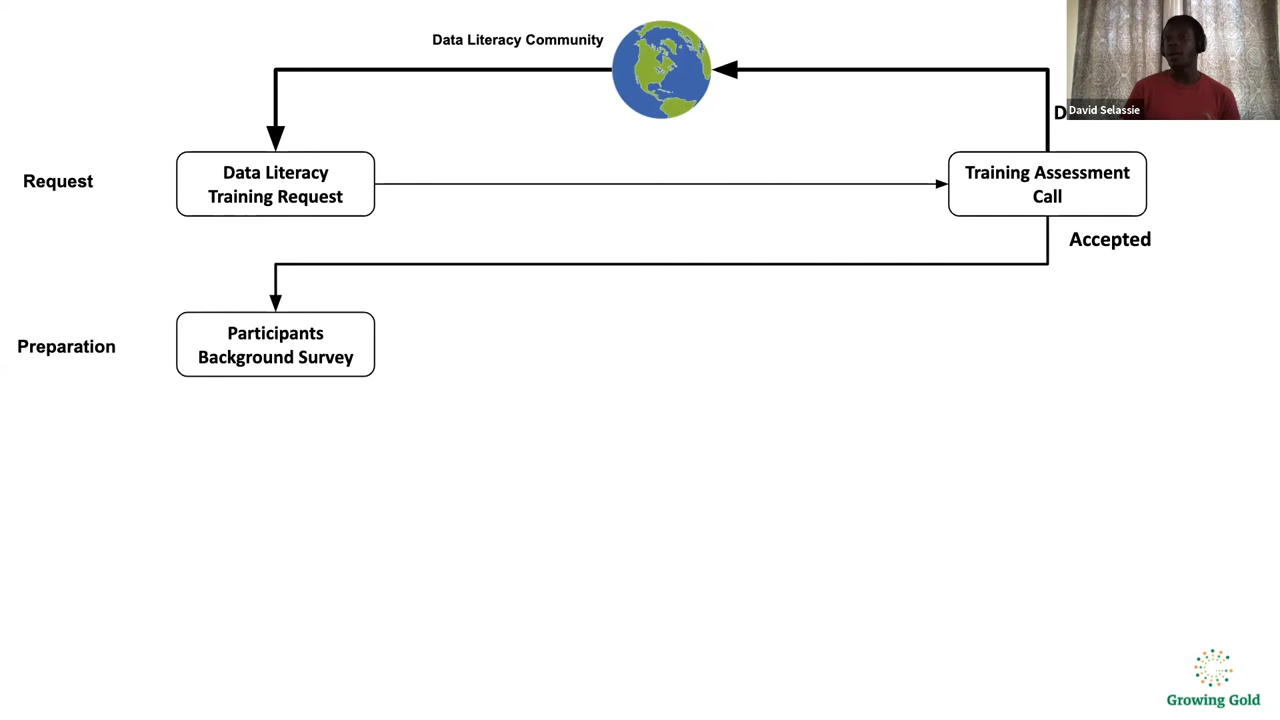 Data Literacy Community
David Selassie
D
Request
Data Literacy
Training Request
Training Assessment
Call
Accepted
Preparation
Participants
Background Survey
Growing Gold